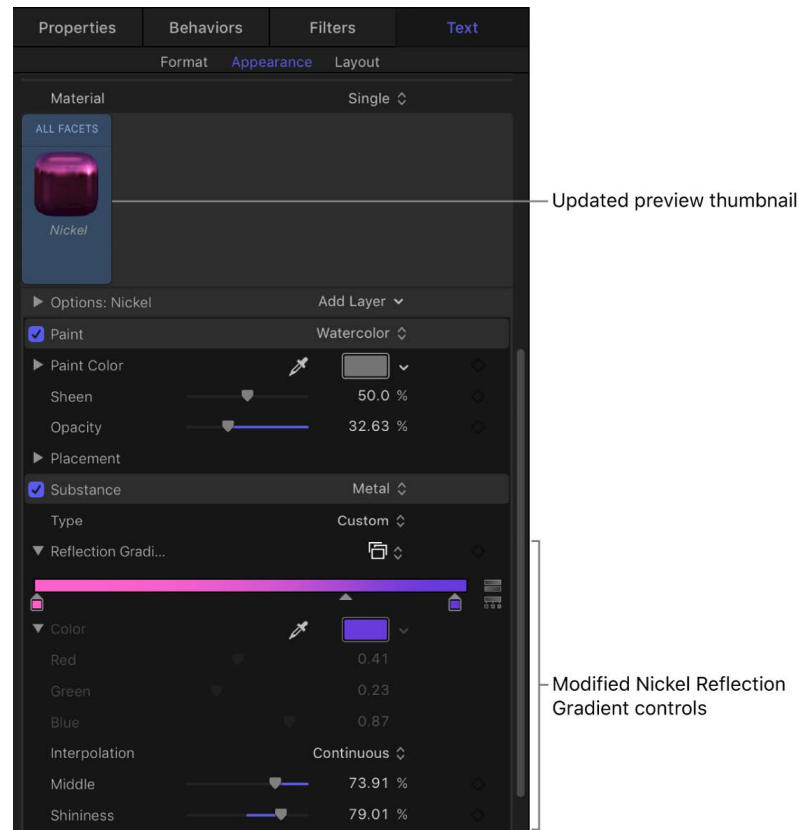 Properties Behaviors Filters Text
Format Appearance Layout
Material Single
ALL FACETS
Nickel
Updated preview thumbnail
Options: Nickel Add Layer
Paint Watercolor
Paint Color
Sheen 50.0 %
Opacity 32.63 %
Placement
Substance Metal
Type Custom
Reflection Gradi...
Color
Red 0.41
Green 0.23
Blue 0.87
Interpolation Continuous
Middle 73.91 %
Shininess 79.01 %
Modified Nickel Reflection
Gradient controls